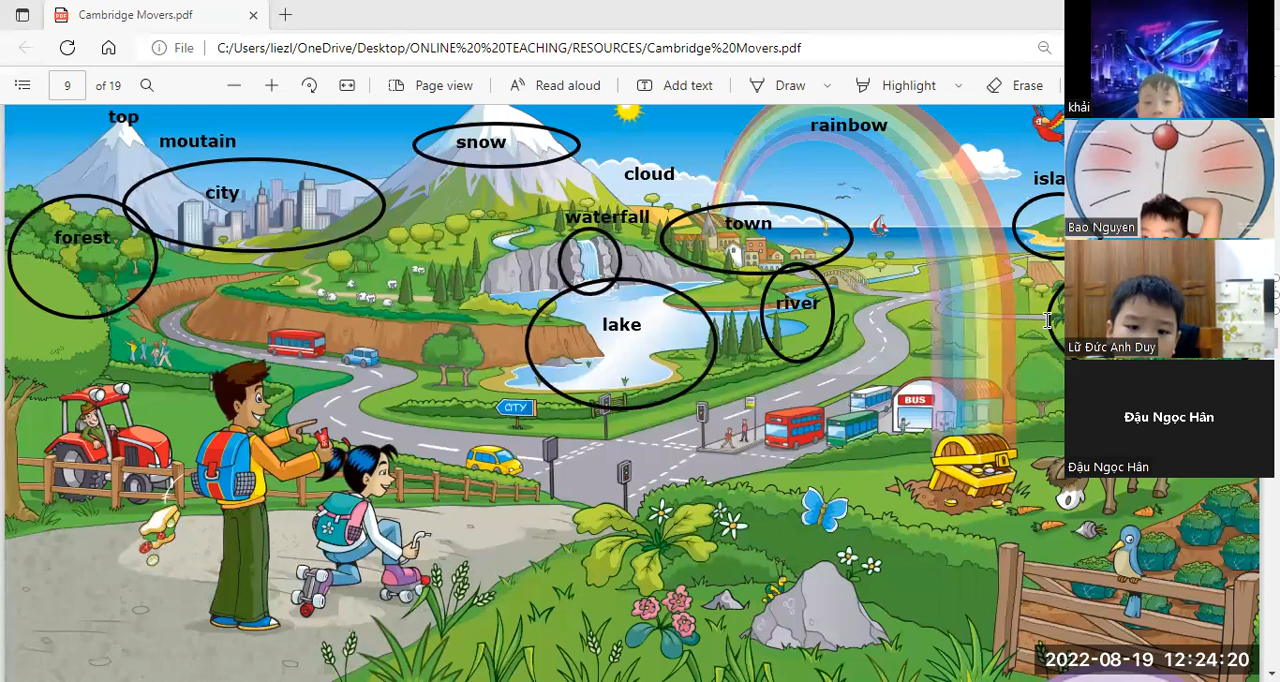 Cambridge Movers.pdf
File C:/Users/liezl/OneDrive/Desktop/ONLINE%20%20TEACHING/RESOURCES/Cambridge%20Movers.pdf
9 of 19 Page view Read aloud Add text Draw Highlight Erase
top
moutain
snow
rainbow
city
cloud
isla
forest
waterfall
town
river
lake
CITY
BUS
khải
Bao Nguyen
Lữ Đức Anh Duy
Đậu Ngọc Hân
Đậu Ngọc Hân
2022-08-19 12:24:20